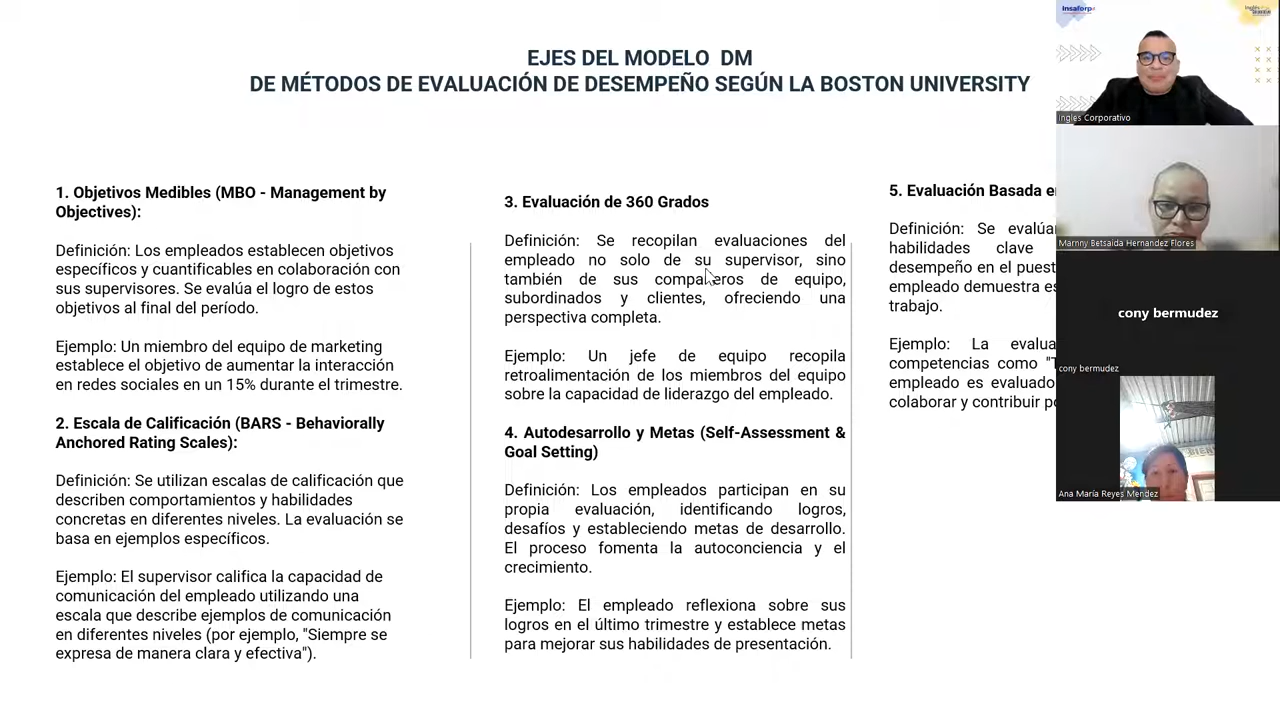 EJES DEL MODELO DM
DE MÉTODOS DE EVALUACIÓN DE DESEMPEÑO SEGÚN LA BOSTON UNIVERSITY
1. Objetivos Medibles (MBO - Management by
Objectives):
Definición: Los empleados establecen objetivos
específicos y cuantificables en colaboración con
sus supervisores. Se evalúa el logro de estos
objetivos al final del período.
Ejemplo: Un miembro del equipo de marketing
establece el objetivo de aumentar la interacción
en redes sociales en un 15% durante el trimestre.
2. Escala de Calificación (BARS - Behaviorally
Anchored Rating Scales):
Definición: Se utilizan escalas de calificación que
describen comportamientos y habilidades
concretas en diferentes niveles. La evaluación se
basa en ejemplos específicos.
Ejemplo: El supervisor califica la capacidad de
comunicación del empleado utilizando una
escala que describe ejemplos de comunicación
en diferentes niveles (por ejemplo, "Siempre se
expresa de manera clara y efectiva").
3. Evaluación de 360 Grados
Definición: Se recopilan evaluaciones del
empleado no solo de su supervisor, sino
también de sus compañeros de equipo,
subordinados y clientes, ofreciendo una
perspectiva completa.
Ejemplo: Un jefe de equipo recopila
retroalimentación de los miembros del equipo
sobre la capacidad de liderazgo del empleado.
4. Autodesarrollo y Metas (Self-Assessment &
Goal Setting)
Definición: Los empleados participan en su
propia evaluación, identificando logros,
desafíos y estableciendo metas de desarrollo.
El proceso fomenta la autoconciencia y el
crecimiento.
Ejemplo: El empleado reflexiona sobre sus
logros en el último trimestre y establece metas
para mejorar sus habilidades de presentación.
5. Evaluación Basada
Definición: Se
habilidades clave
desempeño en el
empleado demuestra
trabajo.
Ejemplo: La
competencias como
empleado es evaluado
colaborar y contribuir
Insaforp
Ingles Corporativo
Marnny Betsaida Hernandez Flores
cony bermudez
cony bermudez
Ana María Reyes Mendez